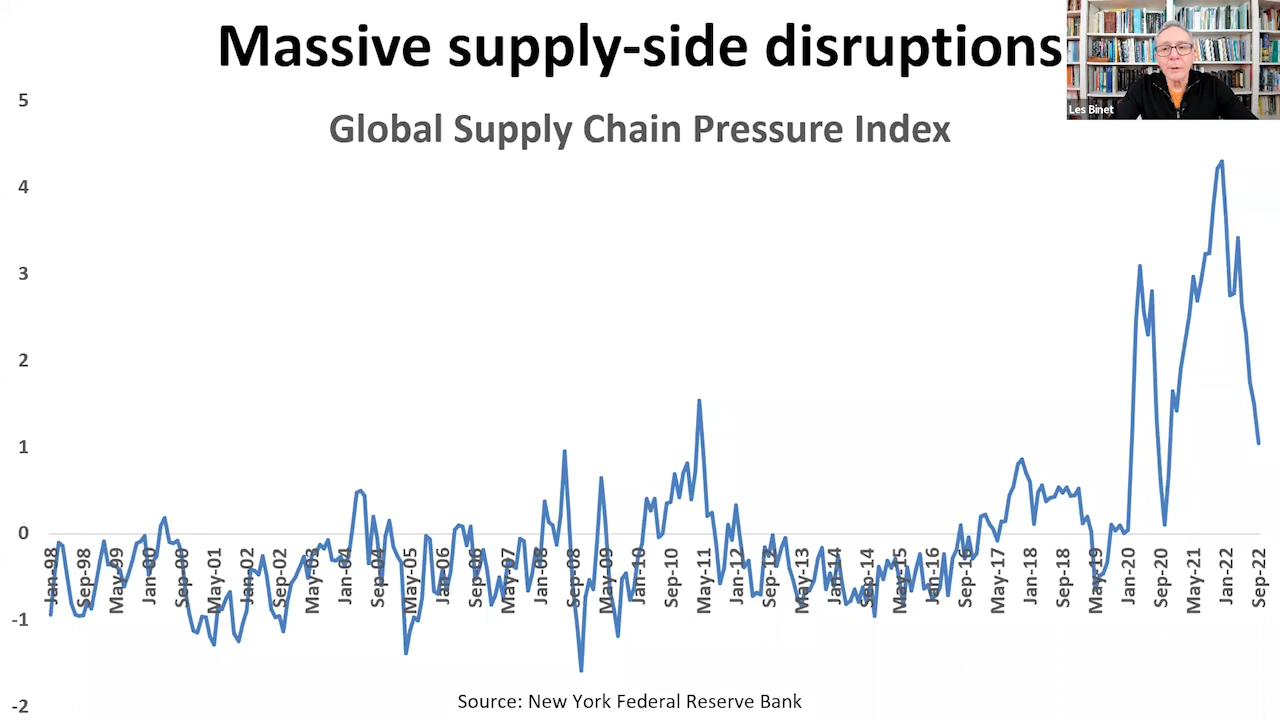 Massive supply-side disruptions
Les Binet
Global Supply Chain Pressure Index
5
4
3
2
1
0
-1
-2
Jan-98
Sep-98
May-99
Jan-00
Sep-00
May-01
Jan-02
Sep-02
May-03
Jan-04
Sep-04
May-05
Jan-06
Sep-06
May-07
Jan-08
Sep-08
May-09
Jan-10
Sep-10
May-11
Jan-12
Sep-12
May-13
Jan-14
Sep-14
May-15
Jan-16
Sep-16
May-17
Jan-18
Sep-18
May-19
Jan-20
Sep-20
May-21
Jan-22
Sep-22
Source: New York Federal Reserve Bank